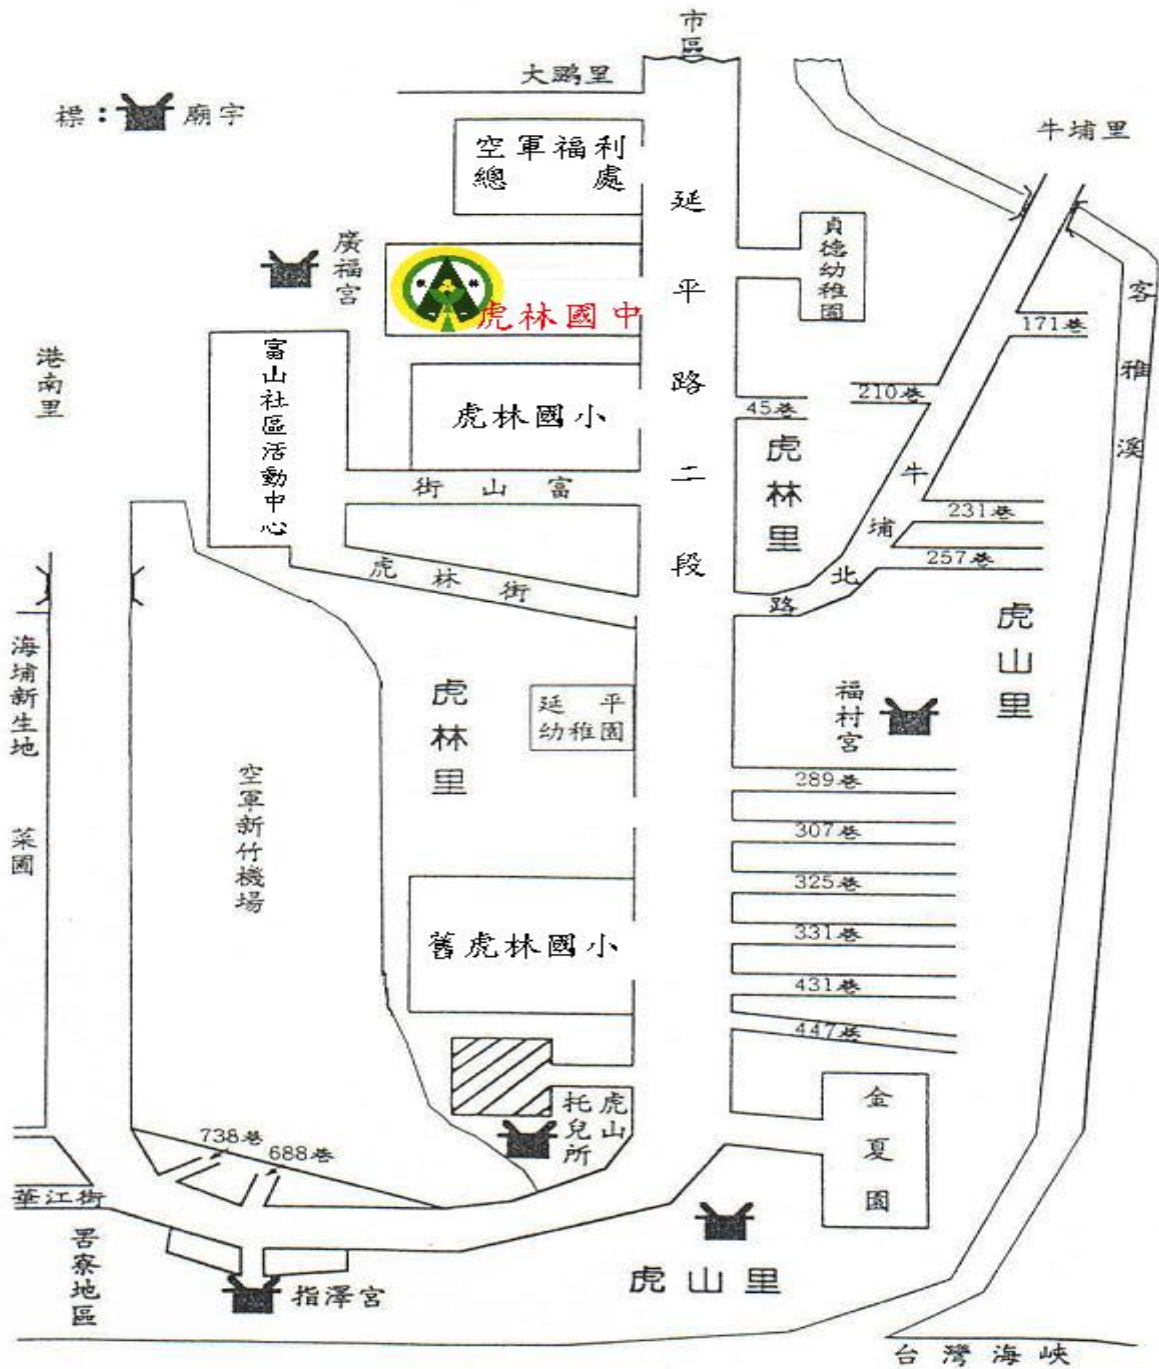 市區
大鵬里
標：廟宇
牛埔里
空軍福利
總處
延平路二段
貞德幼稚園
廣福宮
虎林國中
客雅溪
171巷
港南里
富山社區活動中心
虎林國小
45巷
210巷
虎林里
牛埔北路
富山街
231巷
257巷
虎林街
虎山里
海埔新生地
菜圃
虎林里
延平
幼稚園
福村宮
空軍新竹機場
289巷
307巷
325巷
舊虎林國小
331巷
431巷
447巷
虎山
托兒所
金夏園
738巷
688巷
華江街
罟寮地區
指澤宮
虎山里
台灣海峽